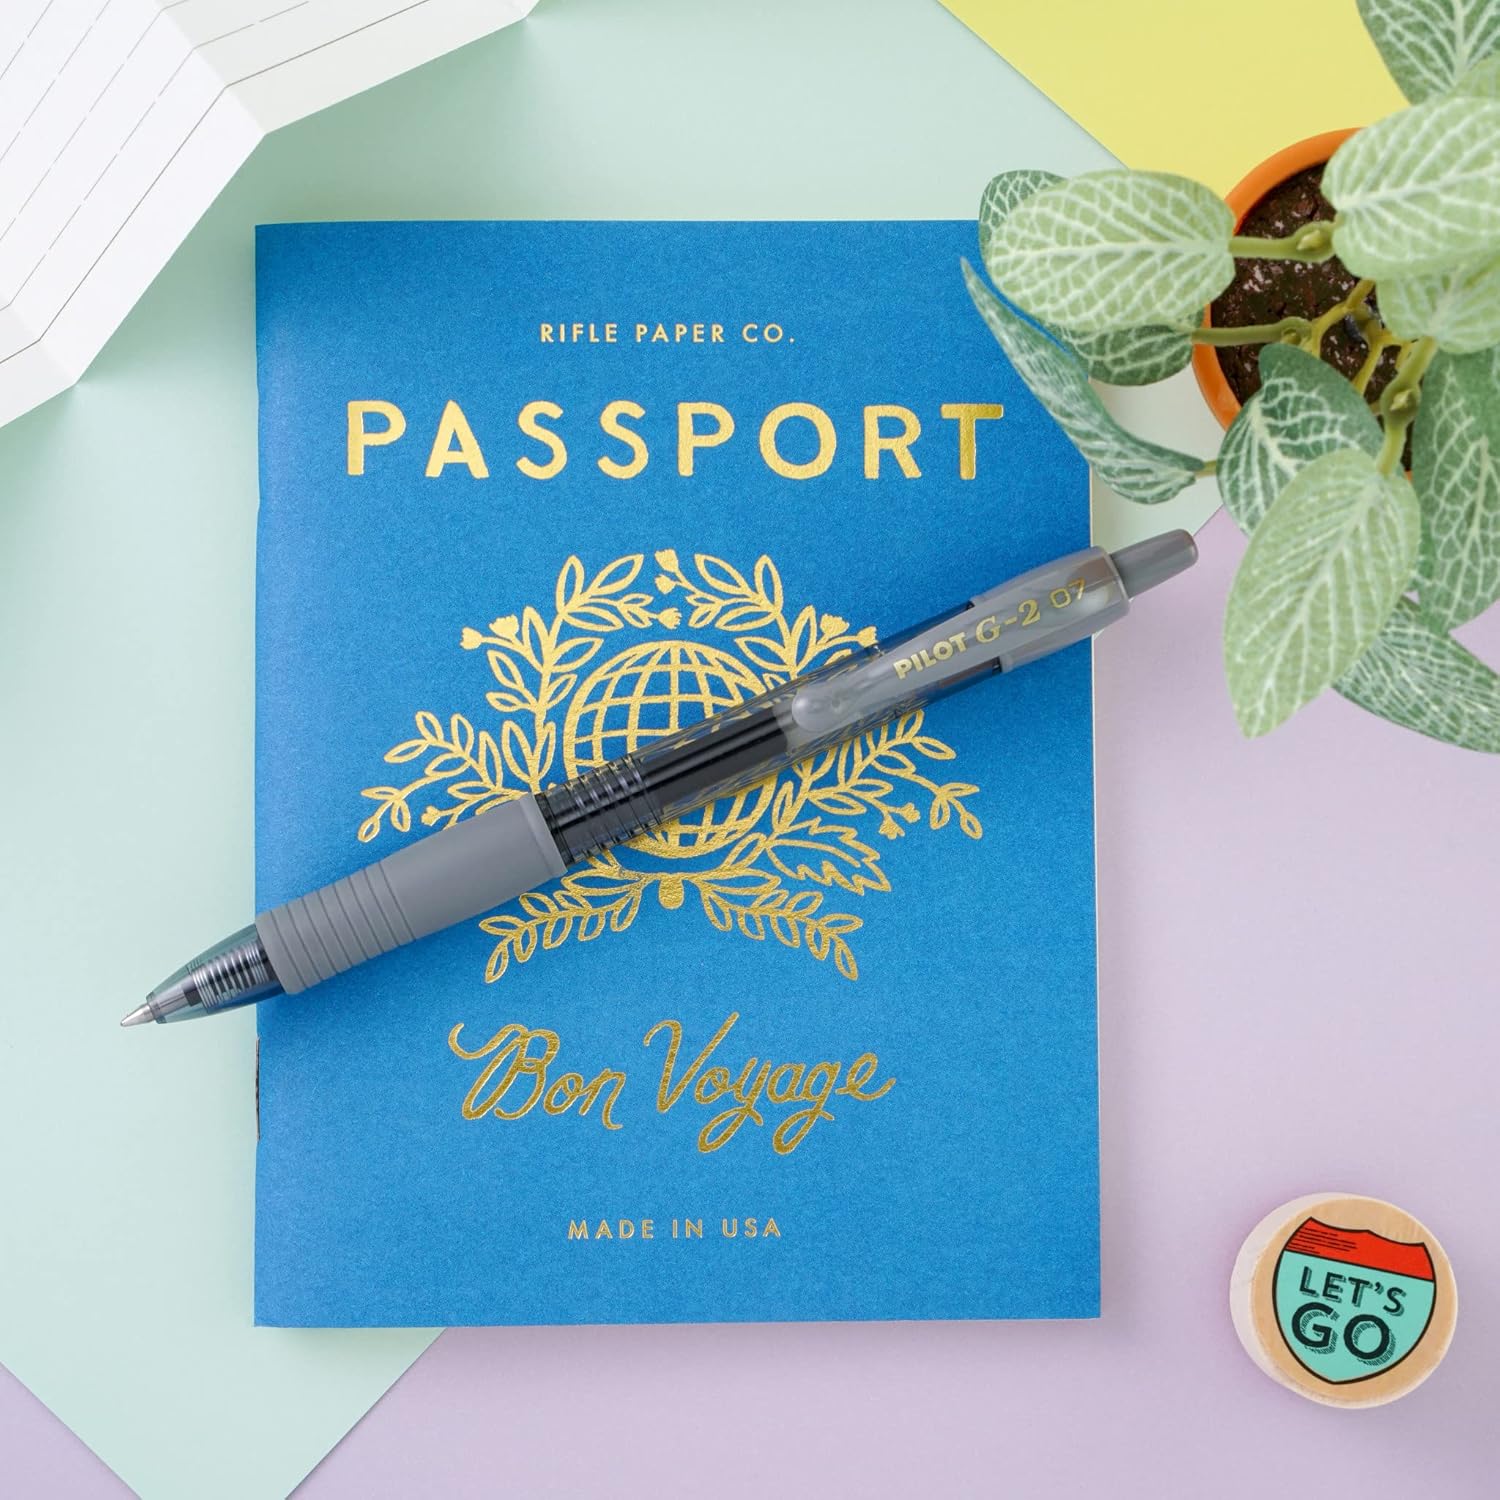 RIFLE PAPER CO.
PASSPORT
PILOT G-2 07
Bon Voyage
MADE IN USA
LET'S
GO